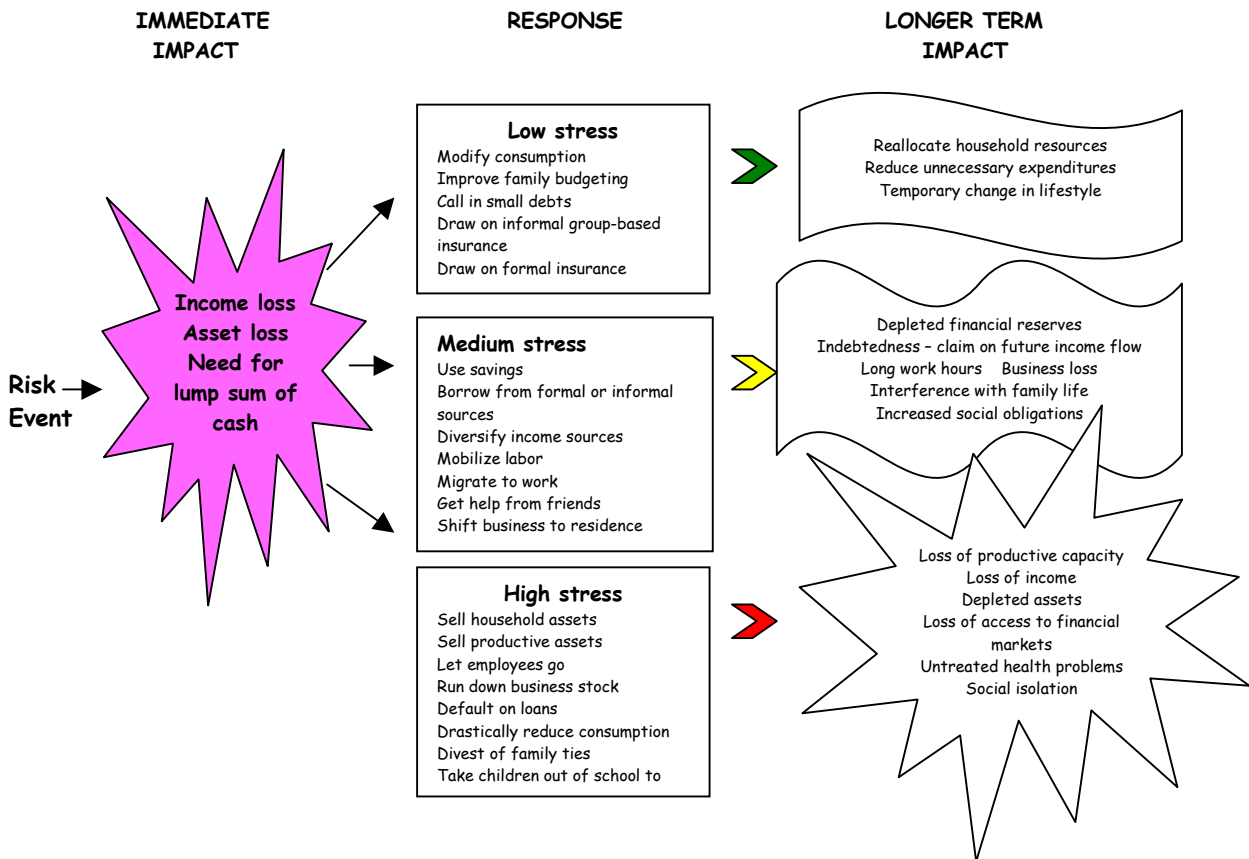 IMMEDIATE
IMPACT
RESPONSE
LONGER TERM
IMPACT
Risk
Event
Income loss
Asset loss
Need for
lump sum of
cash
Low stress
Modify consumption
Improve family budgeting
Call in small debts
Draw on informal group-based
insurance
Draw on formal insurance
Reallocate household resources
Reduce unnecessary expenditures
Temporary change in lifestyle
Medium stress
Use savings
Borrow from formal or informal
sources
Diversify income sources
Mobilize labor
Migrate to work
Get help from friends
Shift business to residence
Depleted financial reserves
Indebtedness – claim on future income flow
Long work hours Business loss
Interference with family life
Increased social obligations
High stress
Sell household assets
Sell productive assets
Let employees go
Run down business stock
Default on loans
Drastically reduce consumption
Divest of family ties
Take children out of school to
Loss of productive capacity
Loss of income
Depleted assets
Loss of access to financial
markets
Untreated health problems
Social isolation